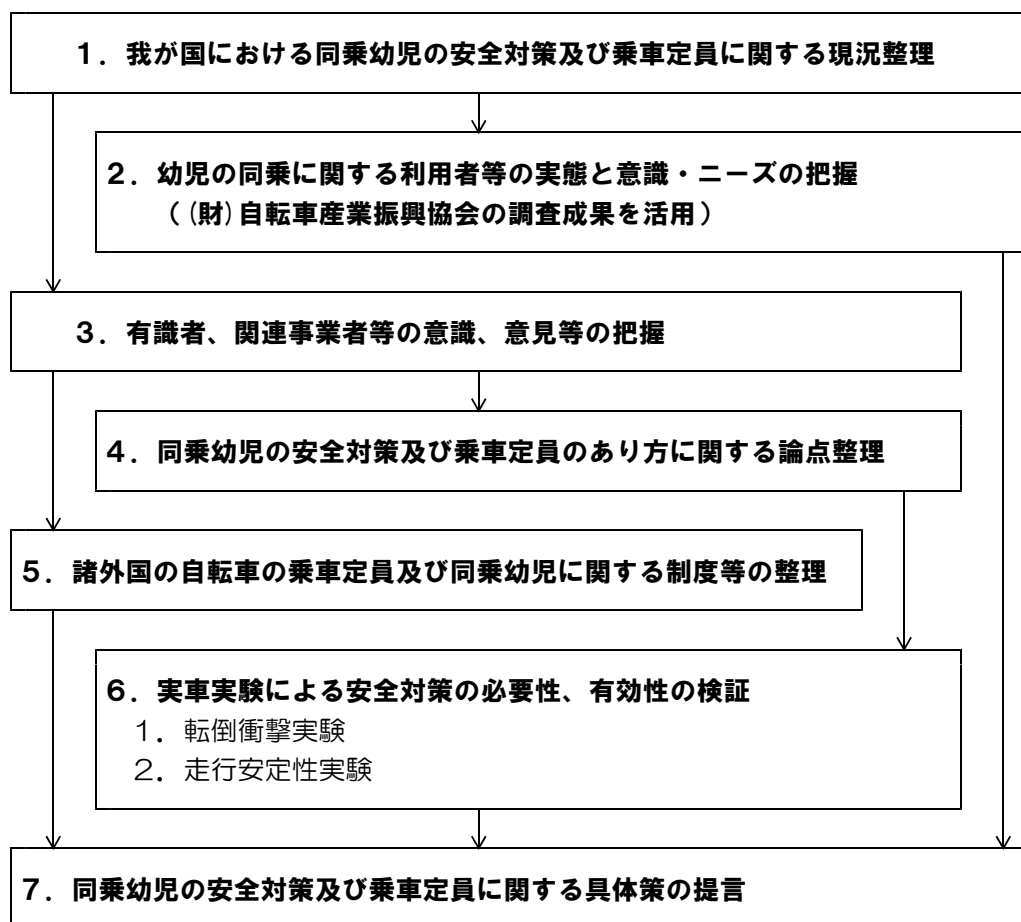 １．我が国における同乗幼児の安全対策及び乗車定員に関する現況整理
２．幼児の同乗に関する利用者等の実態と意識・ニーズの把握
（(財)自転車産業振興協会の調査成果を活用）
３．有識者、関連事業者等の意識、意見等の把握
４．同乗幼児の安全対策及び乗車定員のあり方に関する論点整理
５．諸外国の自転車の乗車定員及び同乗幼児に関する制度等の整理
６．実車実験による安全対策の必要性、有効性の検証
１．転倒衝撃実験
２．走行安定性実験
７．同乗幼児の安全対策及び乗車定員に関する具体策の提言